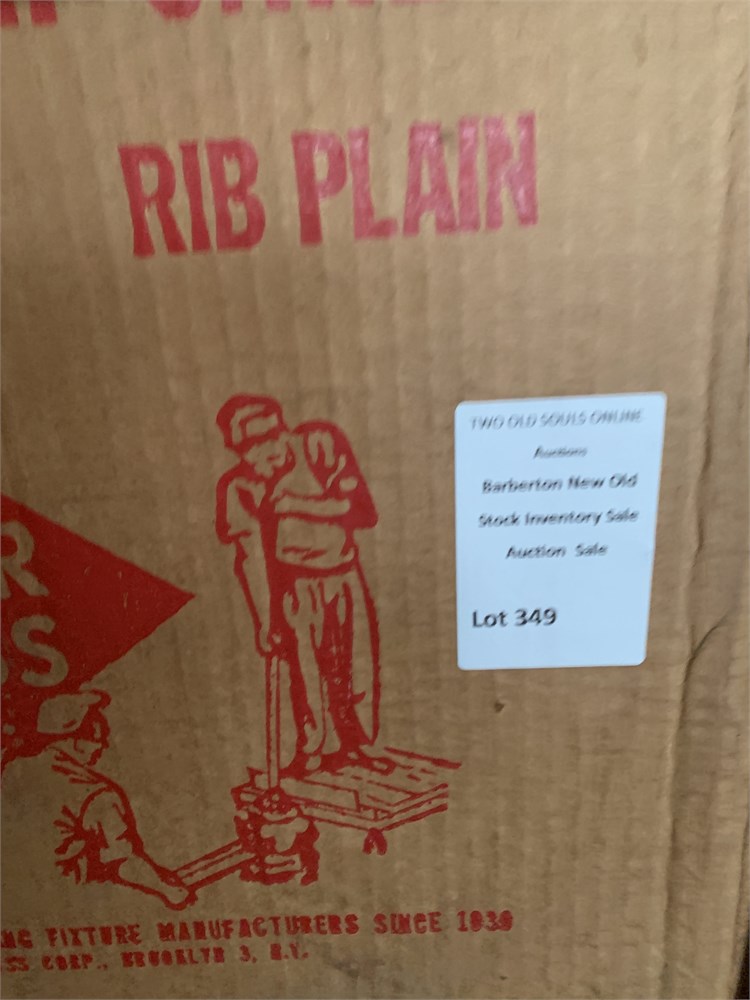 RIB PLAIN
TWO OLD SOULS ONLINE
Auctions
Barberton New Old
Stock Inventory Sale
Auction Sale
Lot 349
R
S
FIXTURE MANUFACTURERS SINCE 1939
CORP., BROOKLYN 3, N.Y.